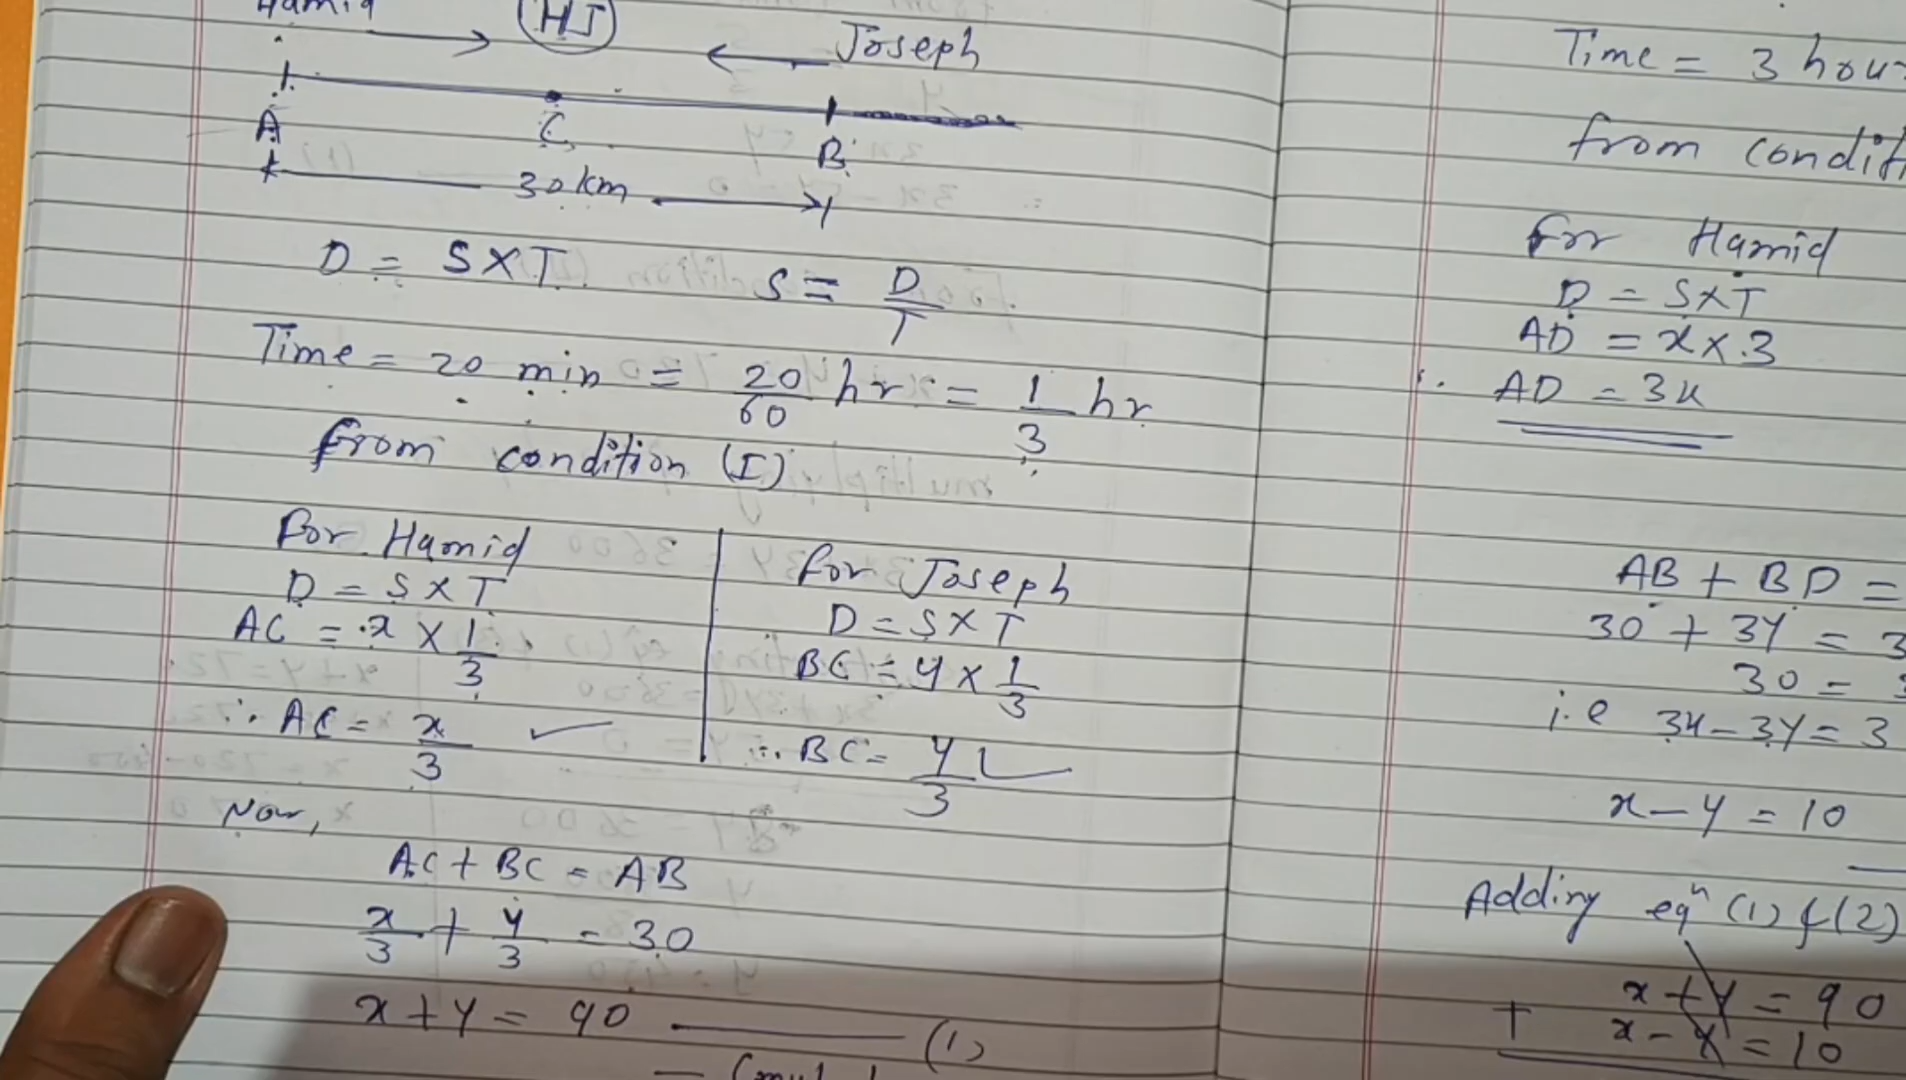 Hamid
HJ
Joseph
A C B
30 km
D = S X T S = D/T
Time = 20 min = 20/60 hr = 1/3 hr
from condition (I)
For Hamid
D = S X T
AC = x X 1/3
∴ AC = x/3
for Joseph
D = S X T
BC = y X 1/3
∴ BC = y/3
Now,
AC + BC = AB
x/3 + y/3 = 30
x + y = 90 (1)
Time = 3 hour
from condit
For Hamid
D = S X T
AD = x X 3
∴ AD = 3x
AB + BD =
30 + 3y = 3
30 = 3
i.e 3x - 3y = 3
x - y = 10
Adding eqn (1) & (2)
x + y = 90
+ x - y = 10